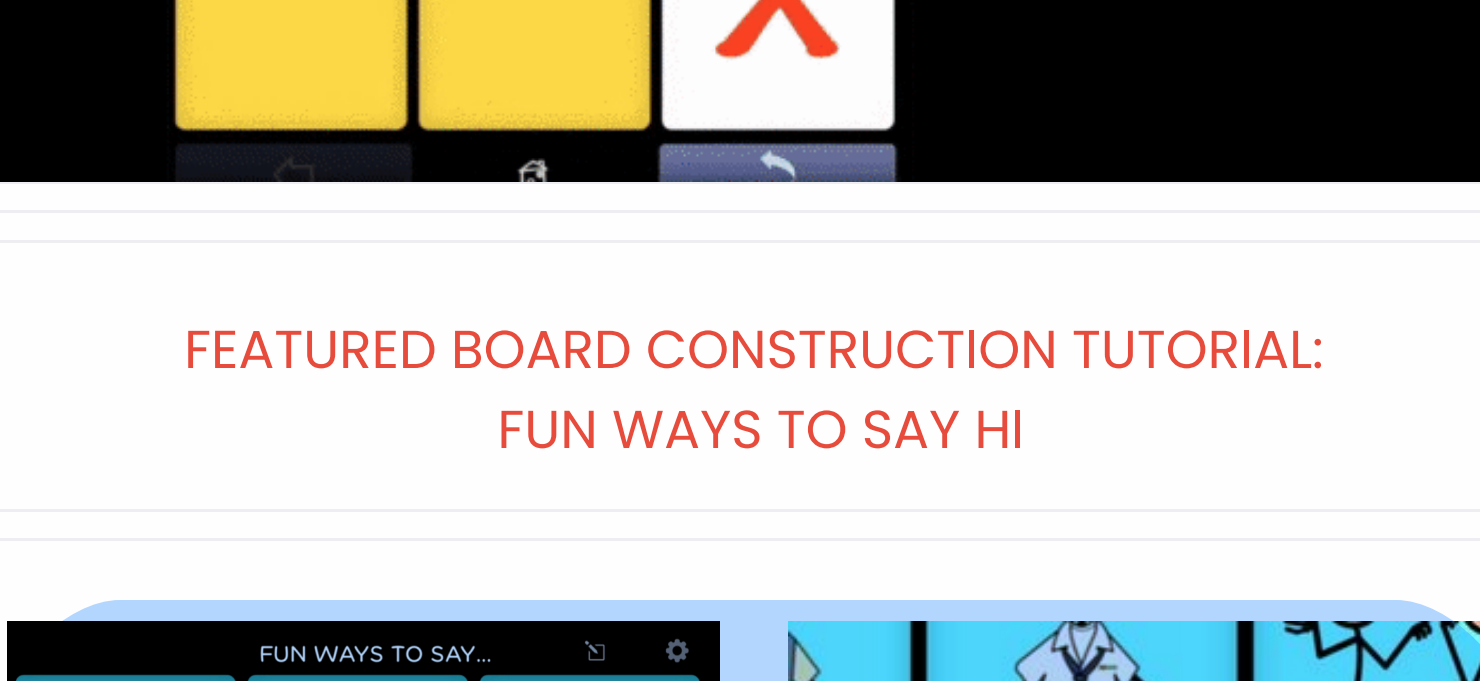 FEATURED BOARD CONSTRUCTION TUTORIAL:
FUN WAYS TO SAY HI
FUN WAYS TO SAY...